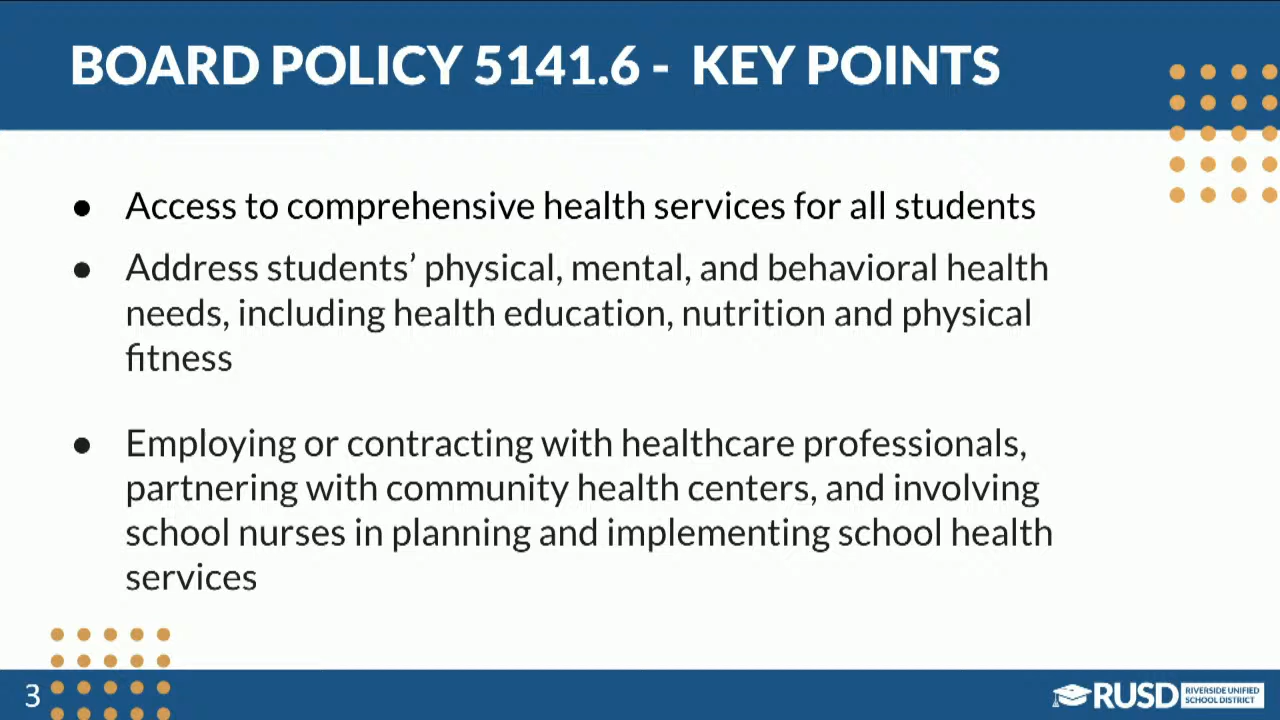 BOARD POLICY 5141.6 - KEY POINTS
● Access to comprehensive health services for all students
● Address students’ physical, mental, and behavioral health
needs, including health education, nutrition and physical
fitness
● Employing or contracting with healthcare professionals,
partnering with community health centers, and involving
school nurses in planning and implementing school health
services
3
RUSD
RIVERSIDE UNIFIED
SCHOOL DISTRICT